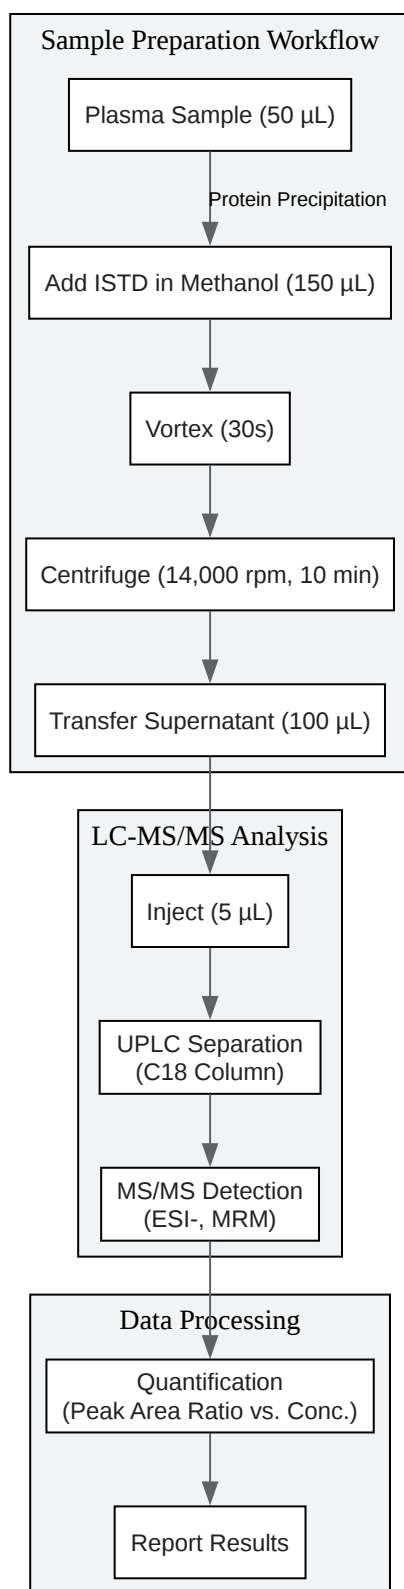 Sample Preparation Workflow
Plasma Sample (50 µL)
Protein Precipitation
Add ISTD in Methanol (150 µL)
Vortex (30s)
Centrifuge (14,000 rpm, 10 min)
Transfer Supernatant (100 µL)
LC-MS/MS Analysis
Inject (5 µL)
UPLC Separation
(C18 Column)
MS/MS Detection
(ESI-, MRM)
Data Processing
Quantification
(Peak Area Ratio vs. Conc.)
Report Results